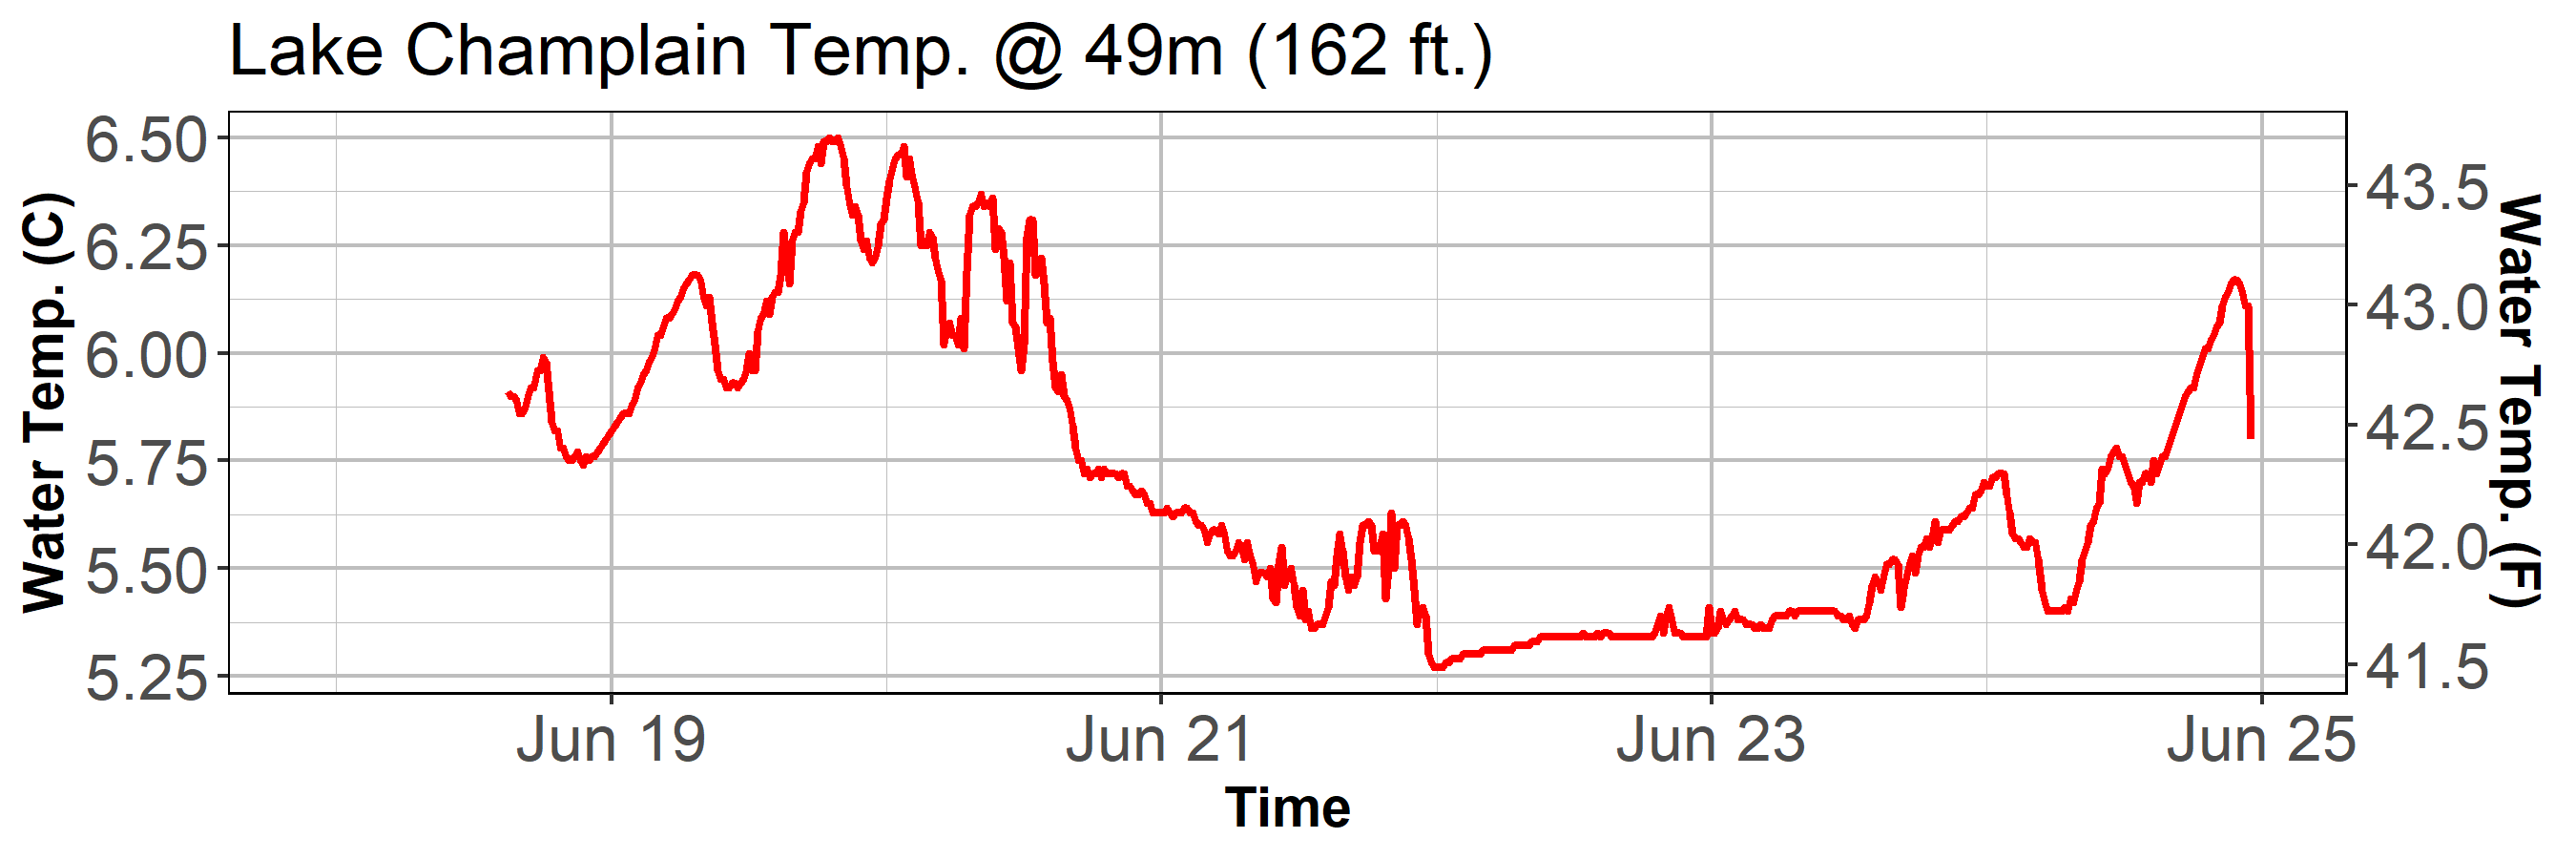 Lake Champlain Temp. @ 49m (162 ft.)
Water Temp. (C)
6.50
6.25
6.00
5.75
5.50
5.25
43.5
43.0
42.5
42.0
41.5
Water Temp. (F)
Jun 19 Jun 21 Jun 23 Jun 25
Time